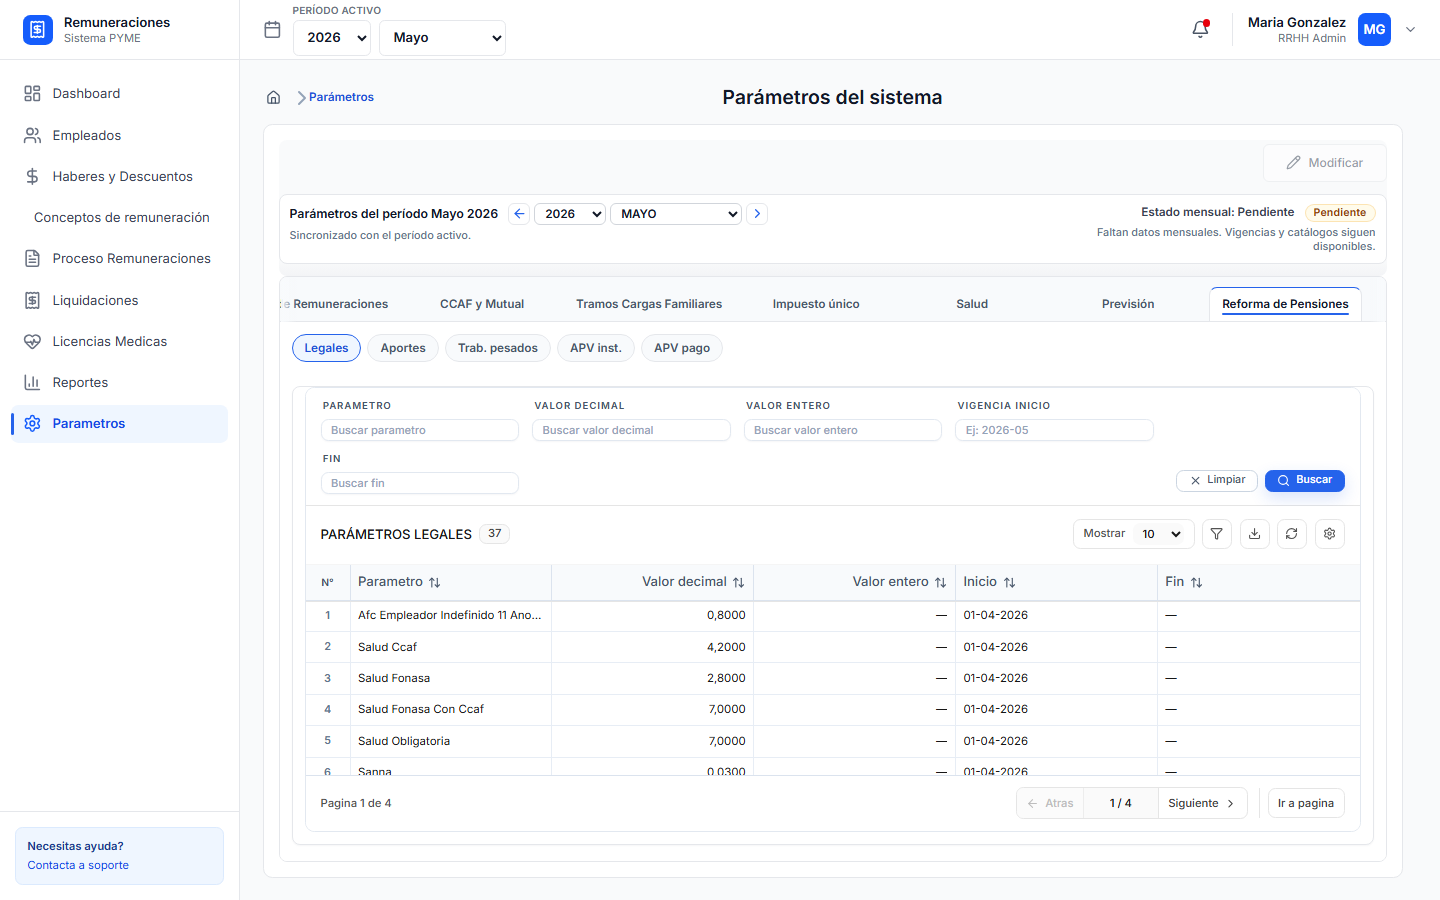 Remuneraciones
Sistema PYME
PERÍODO ACTIVO
2026
Mayo
Maria Gonzalez
RRHH Admin
MG
Dashboard
Empleados
Haberes y Descuentos
Conceptos de remuneración
Proceso Remuneraciones
Liquidaciones
Licencias Medicas
Reportes
Parametros
Necesitas ayuda?
Contacta a soporte
Parámetros
Parámetros del sistema
Modificar
Parámetros del período Mayo 2026
2026
MAYO
Sincronizado con el período activo.
Estado mensual: Pendiente
Pendiente
Faltan datos mensuales. Vigencias y catálogos siguen
disponibles.
e Remuneraciones
CCAF y Mutual
Tramos Cargas Familiares
Impuesto único
Salud
Previsión
Reforma de Pensiones
Legales
Aportes
Trab. pesados
APV inst.
APV pago
PARAMETRO
VALOR DECIMAL
VALOR ENTERO
VIGENCIA INICIO
Buscar parametro
Buscar valor decimal
Buscar valor entero
Ej: 2026-05
FIN
Buscar fin
Limpiar
Buscar
PARÁMETROS LEGALES 37
Mostrar 10
N° Parametro Valor decimal Valor entero Inicio Fin
1 Afc Empleador Indefinido 11 Ano... 0,8000 — 01-04-2026 —
2 Salud Ccaf 4,2000 — 01-04-2026 —
3 Salud Fonasa 2,8000 — 01-04-2026 —
4 Salud Fonasa Con Ccaf 7,0000 — 01-04-2026 —
5 Salud Obligatoria 7,0000 — 01-04-2026 —
6 Sanna 0,0300 — 01-04-2026 —
Pagina 1 de 4
Atras
1 / 4
Siguiente
Ir a pagina